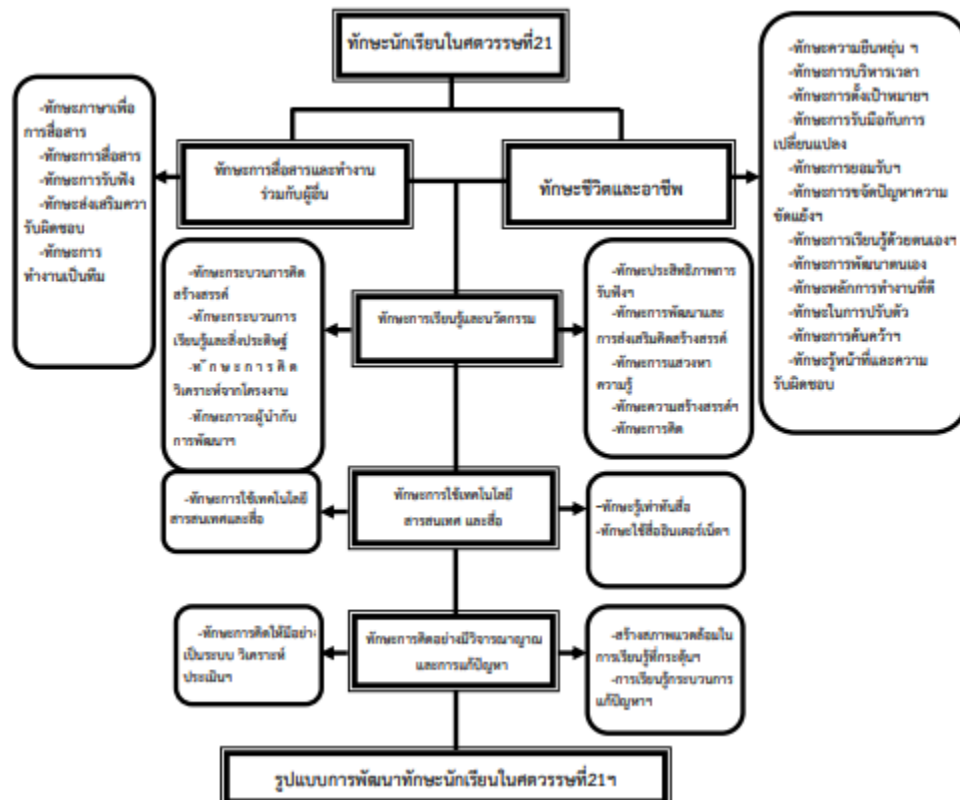 ทักษะนักเรียนในศตวรรษที่21
-ทักษะภาษาเพื่อ
การสื่อสาร
-ทักษะการสื่อสาร
-ทักษะการรับฟัง
-ทักษะส่งเสริมควา
รับผิดชอบ
-ทักษะการ
ทำงานเป็นทีม
ทักษะการสื่อสารและทำงาน
ร่วมกับผู้อื่น
ทักษะชีวิตและอาชีพ
-ทักษะความยืนหยุ่น ฯ
-ทักษะการบริหารเวลา
-ทักษะการตั้งเป้าหมายฯ
-ทักษะการรับมือกับการ
เปลี่ยนแปลง
-ทักษะการยอมรับฯ
-ทักษะการขจัดปัญหาความ
ขัดแย้งฯ
-ทักษะการเรียนรู้ด้วยตนเองฯ
-ทักษะการพัฒนาตนเอง
-ทักษะหลักการทำงานที่ดี
-ทักษะในการปรับตัว
-ทักษะการค้นคว้าฯ
-ทักษะรู้หน้าที่และความ
รับผิดชอบ
-ทักษะกระบวนการคิด
สร้างสรรค์
-ทักษะกระบวนการ
เรียนรู้และสิ่งประดิษฐ์
-ทักษะการคิด
วิเคราะห์จากโครงงาน
-ทักษะภาวะผู้นำกับ
การพัฒนาฯ
ทักษะการเรียนรู้และนวัตกรรม
-ทักษะประสิทธิภาพการ
รับฟังฯ
-ทักษะการพัฒนาและ
การส่งเสริมคิดสร้างสรรค์
-ทักษะการแสวงหา
ความรู้
-ทักษะความสร้างสรรค์ฯ
-ทักษะการคิด
-ทักษะการใช้เทคโนโลยี
สารสนเทศและสื่อ
ทักษะการใช้เทคโนโลยี
สารสนเทศ และสื่อ
-ทักษะรู้เท่าทันสื่อ
-ทักษะใช้สื่ออินเตอร์เน็ตฯ
-ทักษะการคิดให้มีอย่าง
เป็นระบบ วิเคราะห์
ประเมินฯ
ทักษะการคิดอย่างมีวิจารณาญาณ
และการแก้ปัญหา
-สร้างสภาพแวดล้อมใน
การเรียนรู้ที่กระตุ้นฯ
-การเรียนรู้กระบวนการ
แก้ปัญหาฯ
รูปแบบการพัฒนาทักษะนักเรียนในศตวรรษที่21ฯ